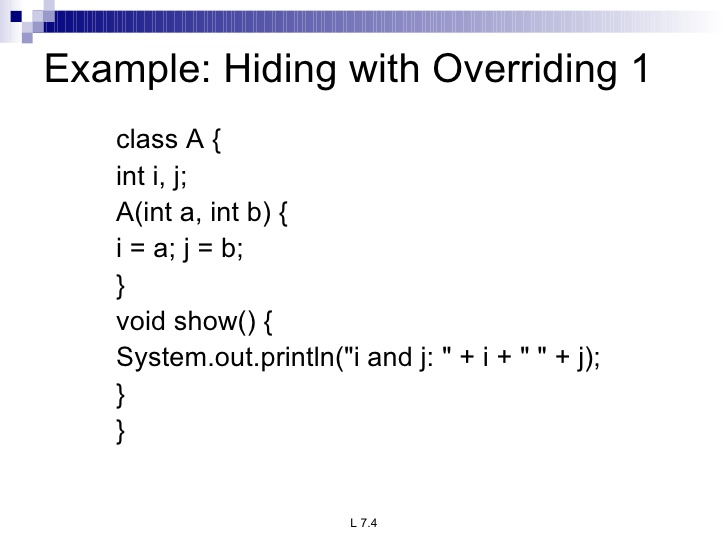 Example: Hiding with Overriding 1
class A {
int i, j;
A(int a, int b) {
i = a; j = b;
}
void show() {
System.out.println("i and j: " + i + " " + j);
}
}
L 7.4